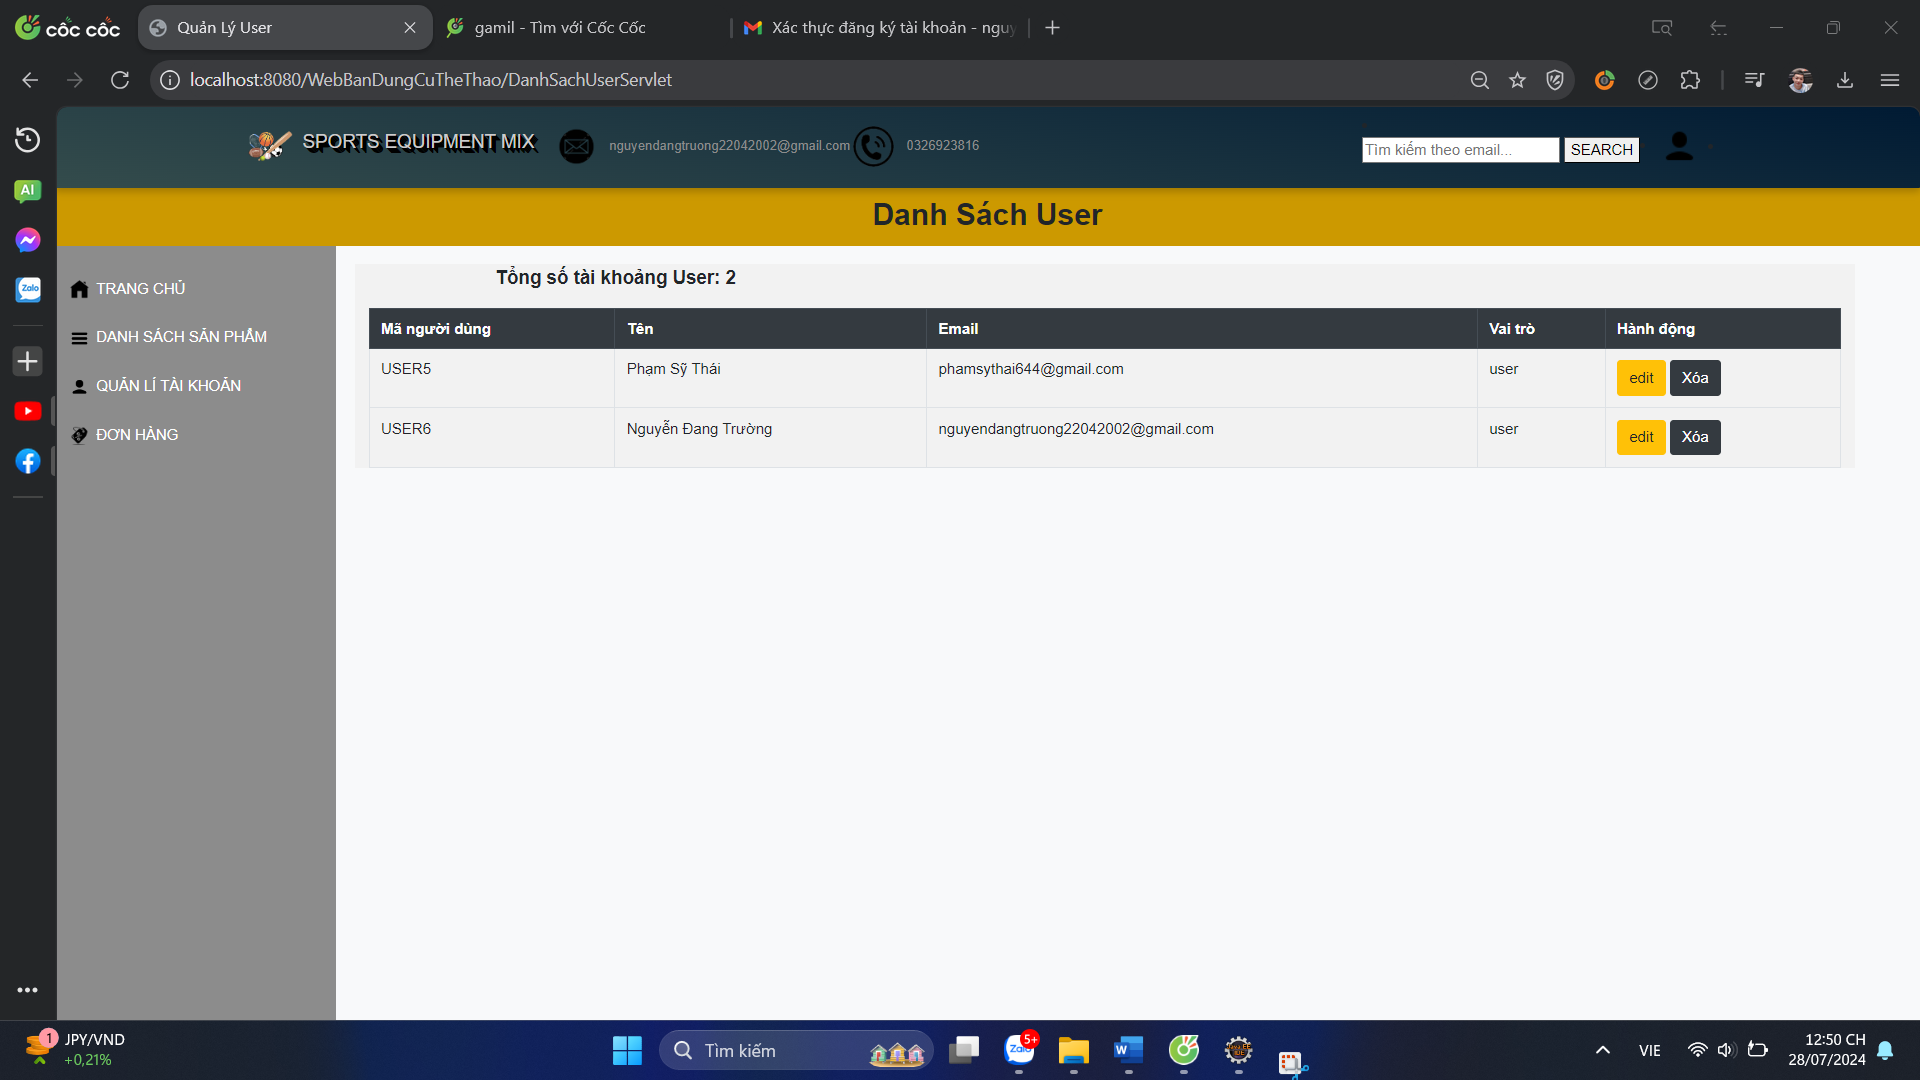 cốc cốc
Quản Lý User
gamil - Tìm với Cốc Cốc
Xác thực đăng ký tài khoản - nguy
localhost:8080/WebBanDungCuTheThao/DanhSachUserServlet
SPORTS EQUIPMENT MIX
nguyendangtruong22042002@gmail.com
0326923816
Tìm kiếm theo email...
SEARCH
Danh Sách User
AI
Zalo
TRANG CHỦ
DANH SÁCH SẢN PHẨM
QUẢN LÍ TÀI KHOẢN
ĐƠN HÀNG
Tổng số tài khoảng User: 2
Mã người dùng Tên Email Vai trò Hành động
USER5 Phạm Sỹ Thái phamsythai644@gmail.com user edit Xóa
USER6 Nguyễn Đang Trường nguyendangtruong22042002@gmail.com user edit Xóa
1
JPY/VND
+0,21%
Tìm kiếm
Zalo
5+
W
VIE
12:50 CH
28/07/2024